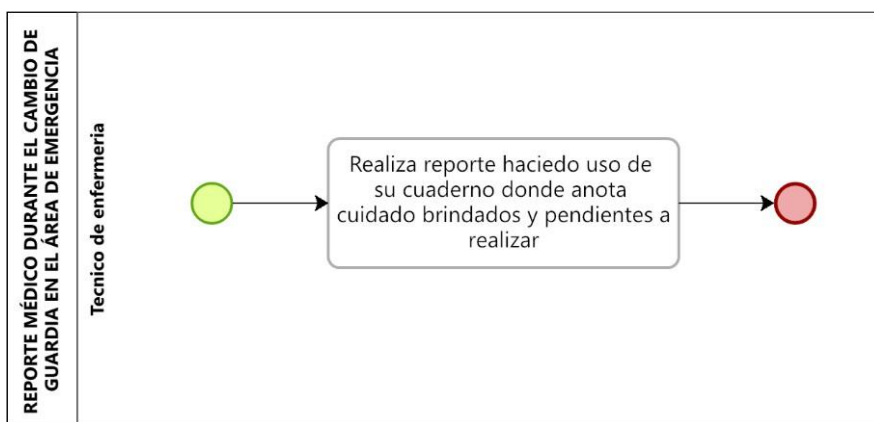 REPORTE MÉDICO DURANTE EL CAMBIO DE
GUARDIA EN EL ÁREA DE EMERGENCIA
Tecnico de enfermeria
Realiza reporte haciedo uso de
su cuaderno donde anota
cuidado brindados y pendientes a
realizar